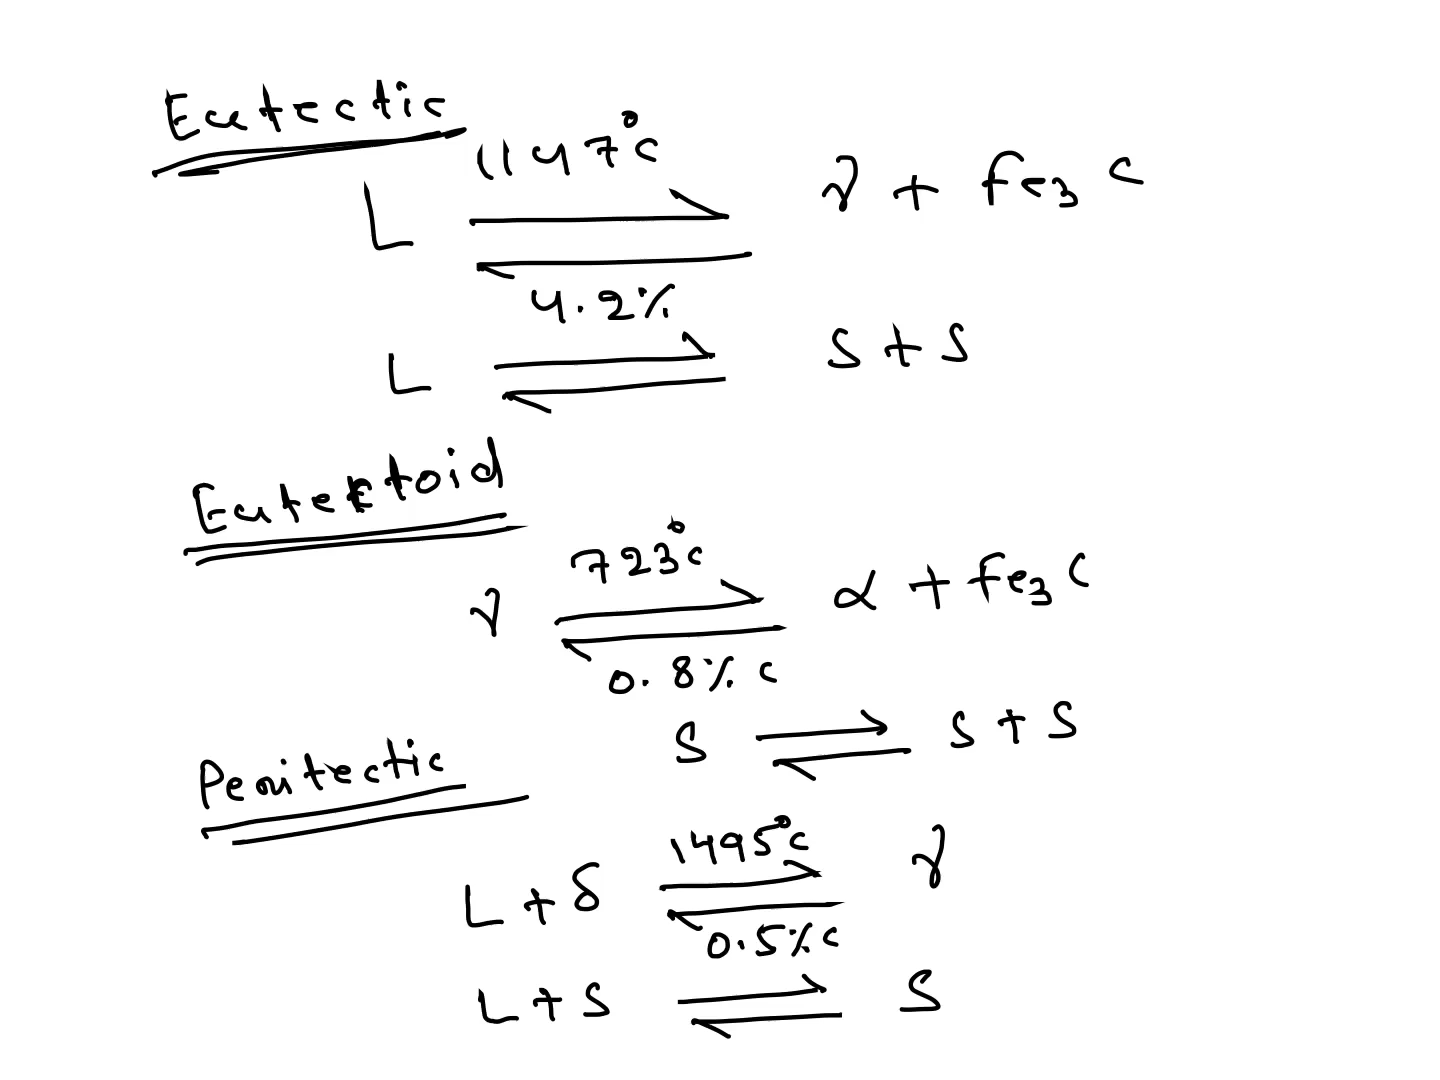 Eutectic
1147°c
L ⇌ γ + Fe₃C
4.2%
L ⇌ S + S
Eutektoid
723°c
γ ⇌ α + Fe₃C
0.8% c
S ⇌ S + S
Peritectic
1495°c
L + δ ⇌ γ
0.5% c
L + S ⇌ S